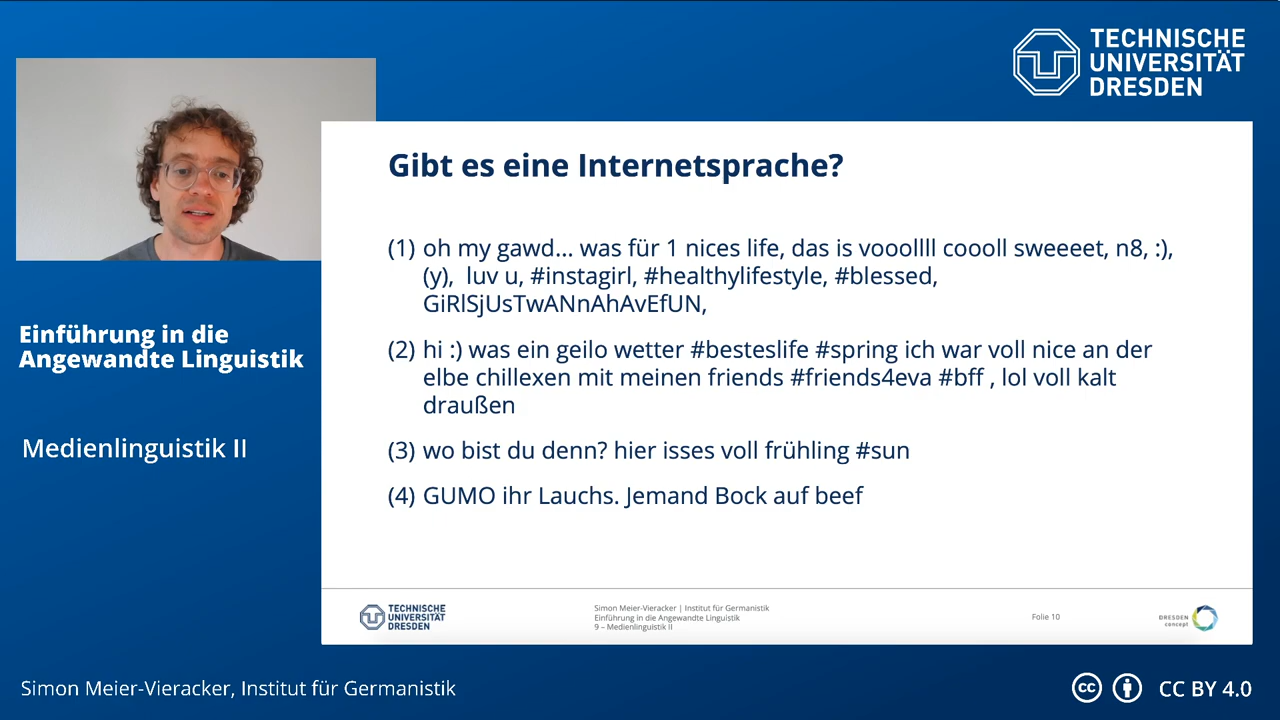 TECHNISCHE
UNIVERSITÄT
DRESDEN
Gibt es eine Internetsprache?
(1) oh my gawd... was für 1 nices life, das is vooollll coooll sweeeet, n8, :),
(y), luv u, #instagirl, #healthylifestyle, #blessed,
GiRlSjUsTwANnAhAvEfUN,
(2) hi :) was ein geilo wetter #besteslife #spring ich war voll nice an der
elbe chillexen mit meinen friends #friends4eva #bff , lol voll kalt
draußen
(3) wo bist du denn? hier isses voll frühling #sun
(4) GUMO ihr Lauchs. Jemand Bock auf beef
Einführung in die
Angewandte Linguistik
Medienlinguistik II
TECHNISCHE
UNIVERSITÄT
DRESDEN
Simon Meier-Vieracker | Institut für Germanistik
Einführung in die Angewandte Linguistik
9 – Medienlinguistik II
Folie 10
DRESDEN
concept
Simon Meier-Vieracker, Institut für Germanistik
cc CC BY 4.0